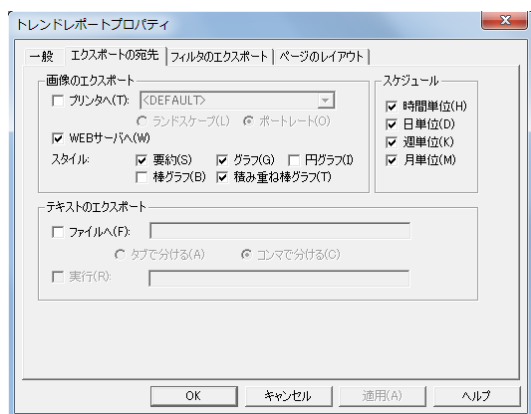 トレンドレポートプロパティ
一般 エクスポートの宛先 フィルタのエクスポート ページのレイアウト
画像のエクスポート
プリンタへ(T): <DEFAULT>
ランドスケープ(L) ポートレート(O)
WEBサーバへ(W)
スタイル: 要約(S) グラフ(G) 円グラフ(I)
棒グラフ(B) 積み重ね棒グラフ(T)
スケジュール
時間単位(H)
日単位(D)
週単位(K)
月単位(M)
テキストのエクスポート
ファイルへ(F):
タブで分ける(A) コンマで分ける(C)
実行(R):
OK キャンセル 適用(A) ヘルプ